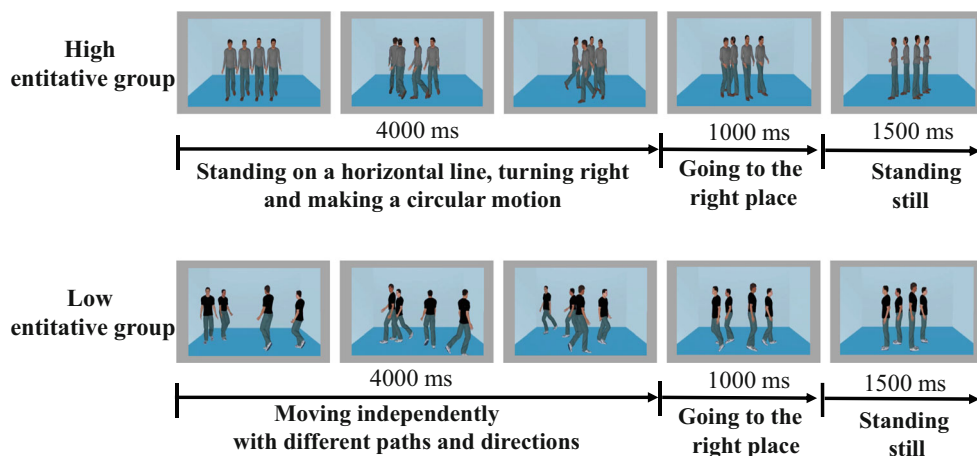 High
entitative group
4000 ms
1000 ms
1500 ms
Standing on a horizontal line, turning right
and making a circular motion
Going to the
right place
Standing
still
Low
entitative group
4000 ms
1000 ms
1500 ms
Moving independently
with different paths and directions
Going to the
right place
Standing
still